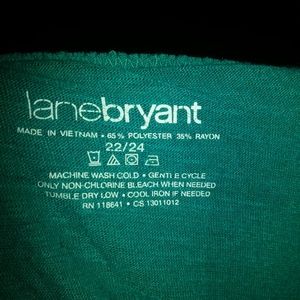 lanebryant
MADE IN VIETNAM • 65% POLYESTER 35% RAYON
22/24
MACHINE WASH COLD • GENTLE CYCLE
ONLY NON-CHLORINE BLEACH WHEN NEEDED
TUMBLE DRY LOW • COOL IRON IF NEEDED
RN 118641 • CS 13011012